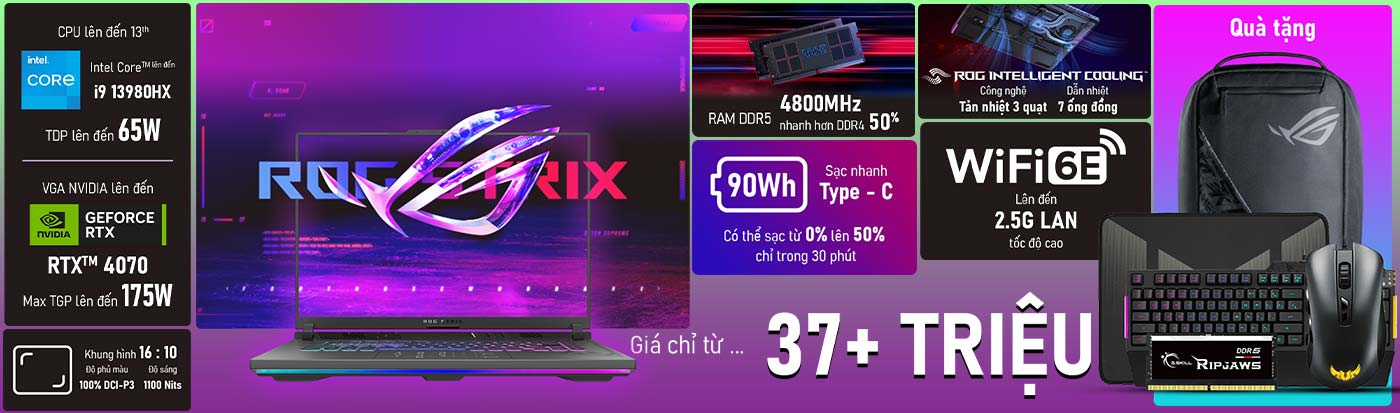 CPU lên đến 13th
intel.
CORE
Intel Core™ lên đến
i9 13980HX
TDP lên đến 65W
VGA NVIDIA lên đến
NVIDIA
GEFORCE
RTX
RTX™ 4070
Max TGP lên đến 175W
Khung hình 16 : 10
Độ phủ màu Độ sáng
100% DCI-P3 1100 Nits
ROG STRIX
ROG STRIX
Giá chỉ từ ... 37+ TRIỆU
RAM DDR5
4800MHz
nhanh hơn DDR4 50%
90Wh
Sạc nhanh
Type - C
Có thể sạc từ 0% lên 50%
chỉ trong 30 phút
ROG INTELLIGENT COOLING™
Công nghệ Dẫn nhiệt
Tản nhiệt 3 quạt 7 ống đồng
WiFi 6E
Lên đến
2.5G LAN
tốc độ cao
Quà tặng
G.SKILL
DDR5
RIPJAWS